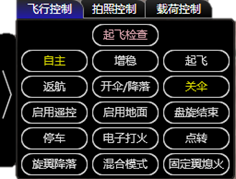 飞行控制 拍照控制 载荷控制
起飞检查
自主 增稳 起飞
返航 开伞/降落 关伞
启用遥控 启用地面 盘旋结束
停车 电子打火 点转
旋翼降落 混合模式 固定翼熄火